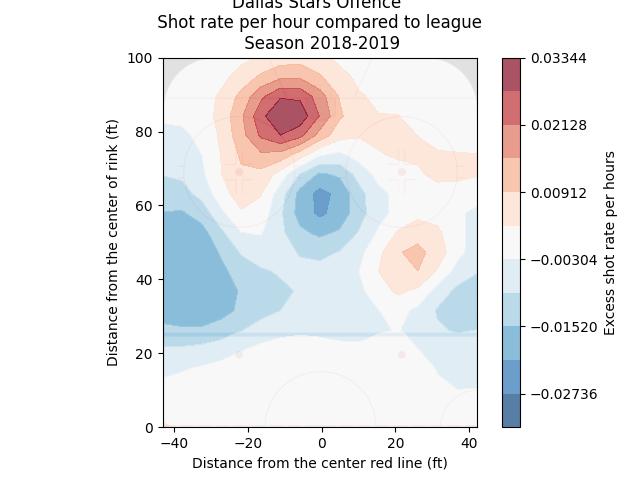 Dallas Stars Offence
Shot rate per hour compared to league
Season 2018-2019
100
80
60
40
20
0
−40
−20
0
20
40
Distance from the center of rink (ft)
Distance from the center red line (ft)
0.03344
0.02128
0.00912
−0.00304
−0.01520
−0.02736
Excess shot rate per hours